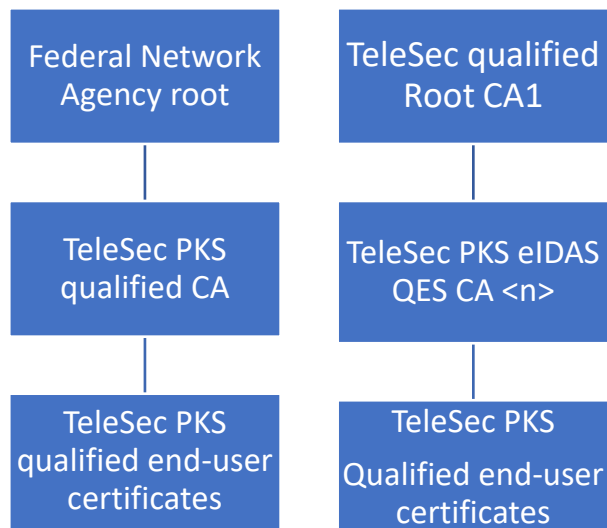 Federal Network
Agency root
TeleSec qualified
Root CA1
TeleSec PKS
qualified CA
TeleSec PKS eIDAS
QES CA <n>
TeleSec PKS
qualified end-user
certificates
TeleSec PKS
Qualified end-user
certificates